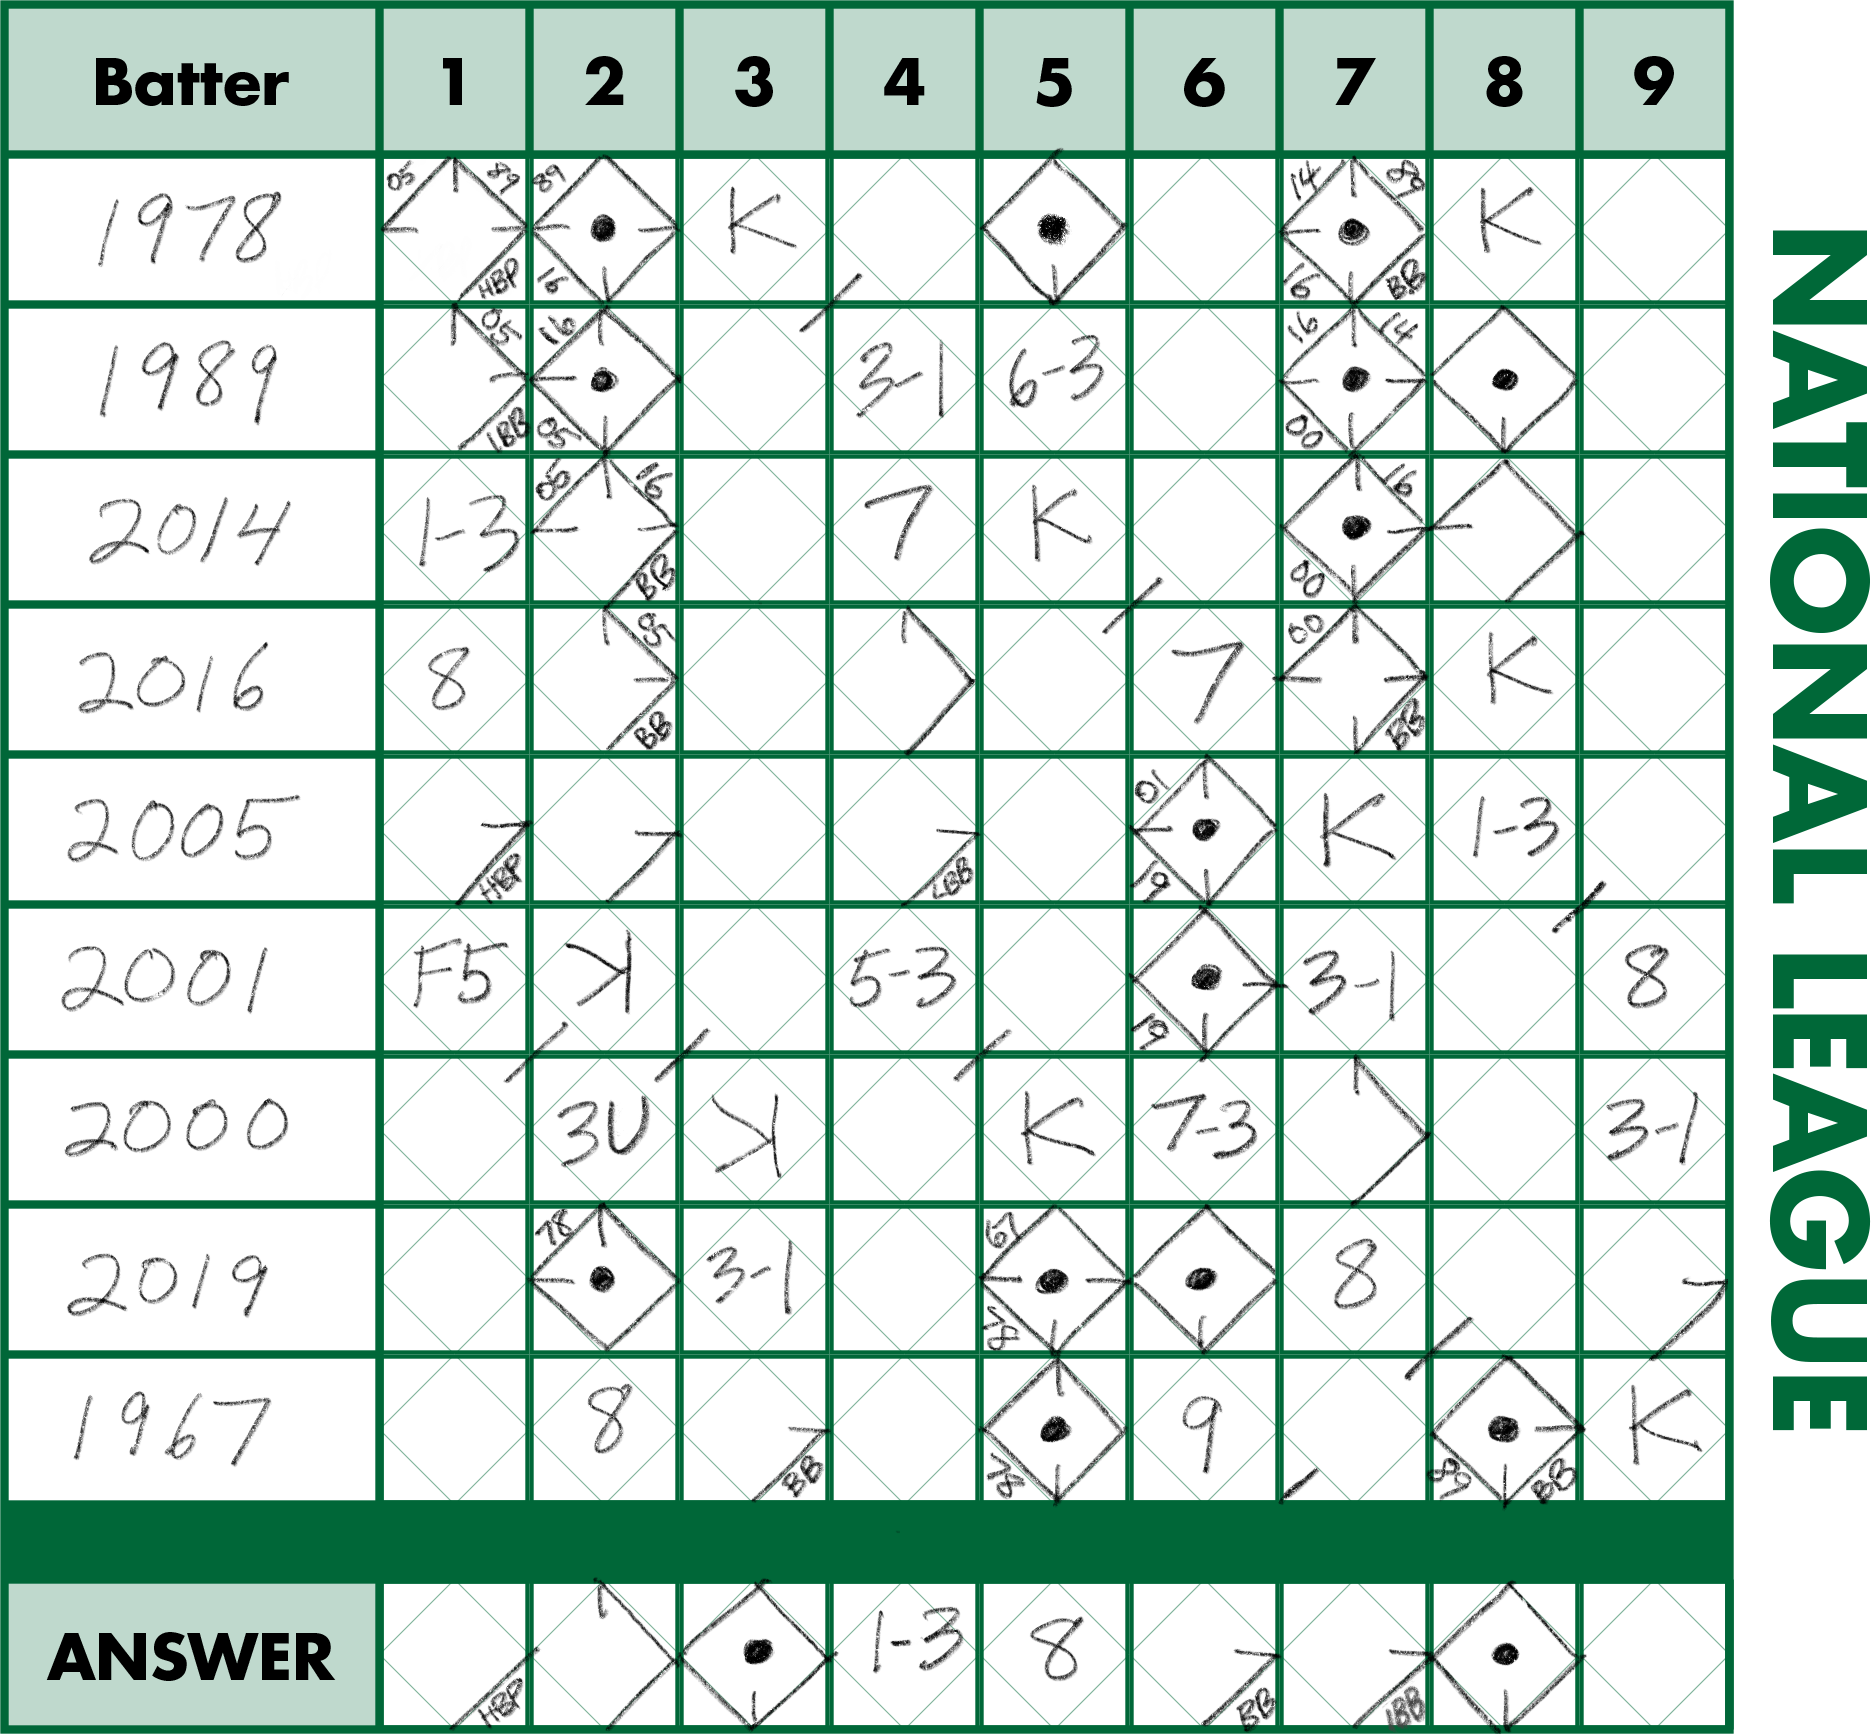 Batter 1 2 3 4 5 6 7 8 9
1978 05 89 HBP 89 16 K 14 89 16 BB K
1989 05 IBB 16 05 3-1 6-3 16 14 00
2014 1-3 05 16 BB 7 K 16 00
2016 8 05 BB 7 00 BB K
2005 HBP IBB 01 19 K 1-3
2001 F5 5-3 19 3-1 8
2000 3U K 7-3 3-1
2019 78 3-1 67 78 8
1967 8 BB 78 9 89 BB K
ANSWER HBP 1-3 8 BB IBB
NATIONAL LEAGUE